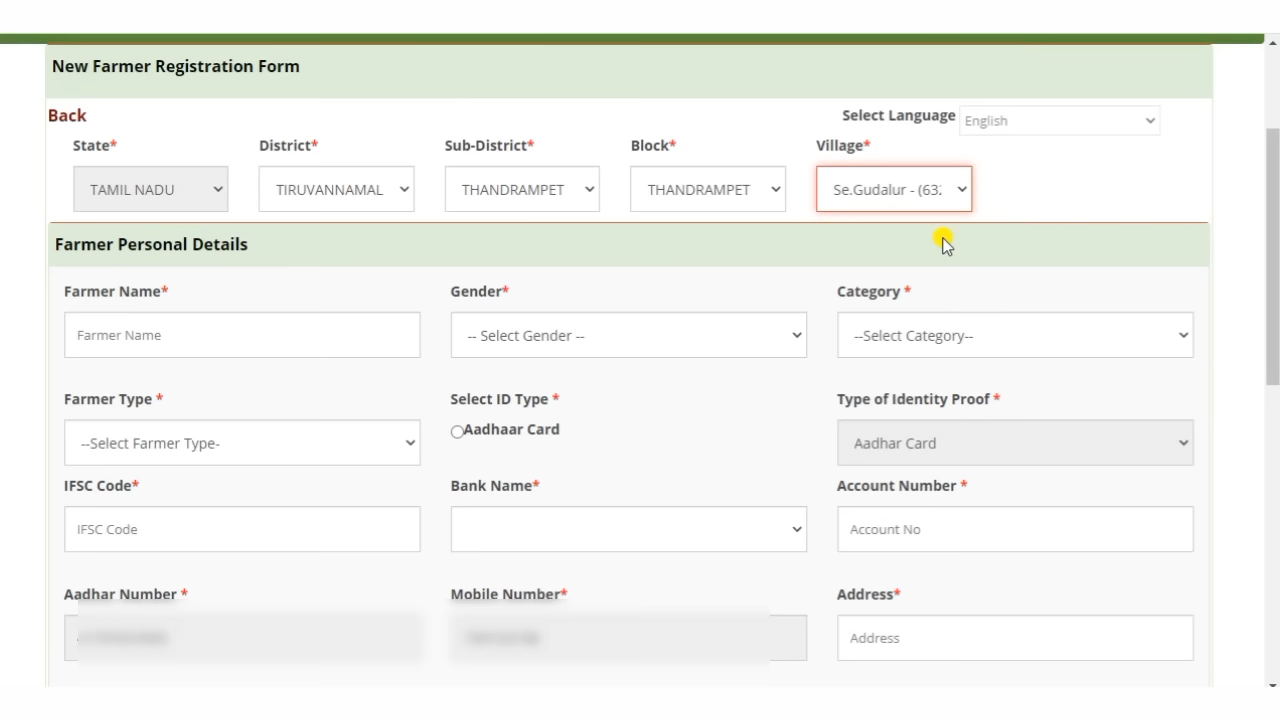 New Farmer Registration Form
Back
Select Language English
State* District* Sub-District* Block* Village*
TAMIL NADU TIRUVANNAMAL THANDRAMPET THANDRAMPET Se.Gudalur - (632
Farmer Personal Details
Farmer Name* Gender* Category *
Farmer Name -- Select Gender -- --Select Category--
Farmer Type * Select ID Type * Type of Identity Proof *
--Select Farmer Type- Aadhaar Card Aadhar Card
IFSC Code* Bank Name* Account Number *
IFSC Code Account No
Aadhar Number * Mobile Number* Address*
Address